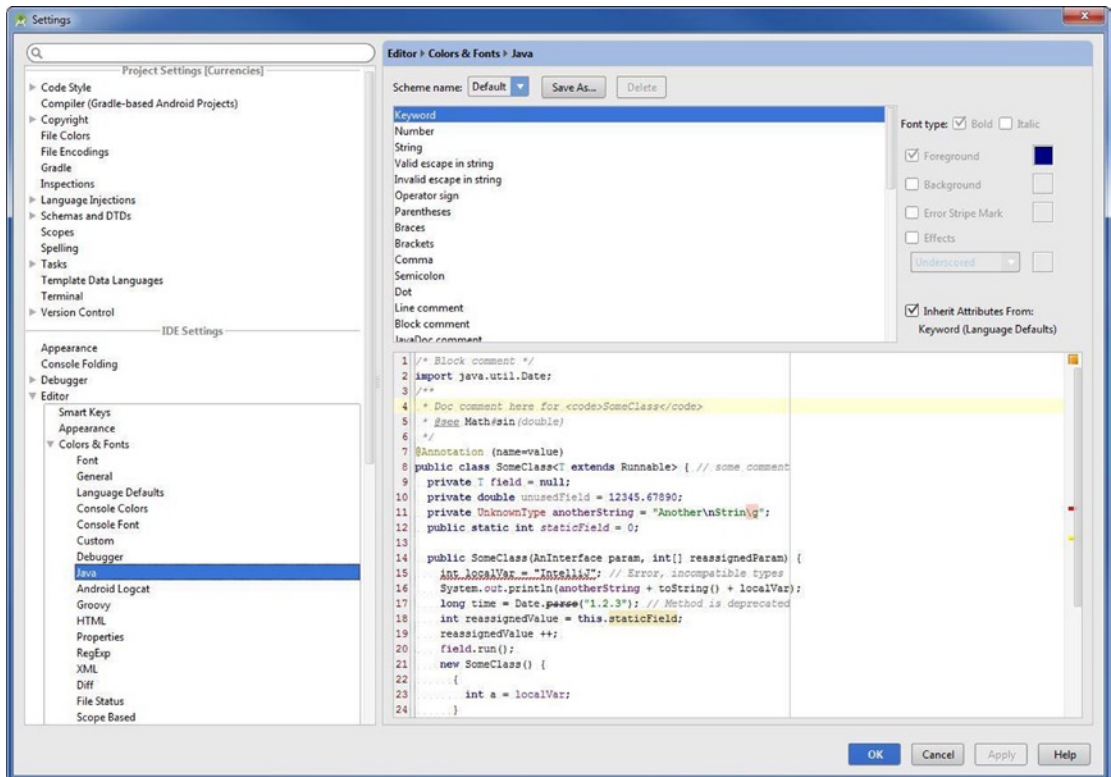 Settings
Project Settings [Currencies]
Code Style
Compiler (Gradle-based Android Projects)
Copyright
File Colors
File Encodings
Gradle
Inspections
Language Injections
Schemas and DTDs
Scopes
Spelling
Tasks
Template Data Languages
Terminal
Version Control
IDE Settings
Appearance
Console Folding
Debugger
Editor
Smart Keys
Appearance
Colors & Fonts
Font
General
Language Defaults
Console Colors
Console Font
Custom
Debugger
Java
Android Logcat
Groovy
HTML
Properties
RegExp
XML
Diff
File Status
Scope Based
Editor ▸ Colors & Fonts ▸ Java
Scheme name: Default Save As... Delete
Keyword
Number
String
Valid escape in string
Invalid escape in string
Operator sign
Parentheses
Braces
Brackets
Comma
Semicolon
Dot
Line comment
Block comment
JavaDoc comment
Font type: Bold Italic
Foreground
Background
Error Stripe Mark
Effects
Underscored
Inherit Attributes From:
Keyword (Language Defaults)
1 /* Block comment */
2 import java.util.Date;
3 /**
4 * Doc comment here for <code>SomeClass</code>
5 * @see Math#sin(double)
6 */
7 @Annotation (name=value)
8 public class SomeClass<T extends Runnable> { // some comment
9 private T field = null;
10 private double unusedField = 12345.67890;
11 private UnknownType anotherString = "Another\nStrin\g";
12 public static int staticField = 0;
13
14 public SomeClass(AnInterface param, int[] reassignedParam) {
15 int localVar = "IntelliJ"; // Error, incompatible types
16 System.out.println(anotherString + toString() + localVar);
17 long time = Date.parse("1.2.3"); // Method is deprecated
18 int reassignedValue = this.staticField;
19 reassignedValue ++;
20 field.run();
21 new SomeClass() {
22 {
23 int a = localVar;
24 }
OK Cancel Apply Help